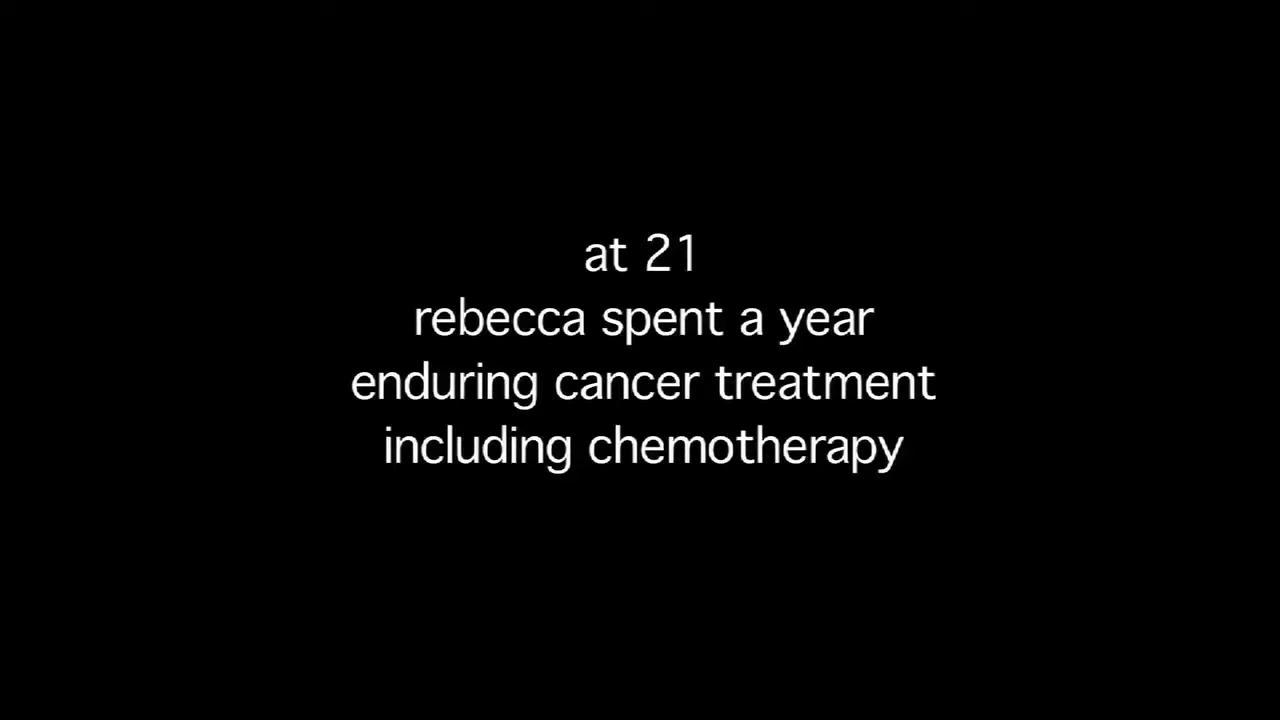 at 21
rebecca spent a year
enduring cancer treatment
including chemotherapy